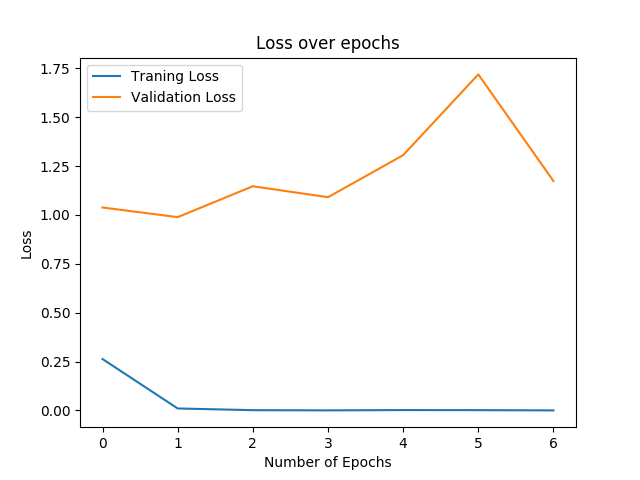 Loss over epochs
Traning Loss
Validation Loss
1.75
1.50
1.25
1.00
0.75
0.50
0.25
0.00
Loss
0 1 2 3 4 5 6
Number of Epochs